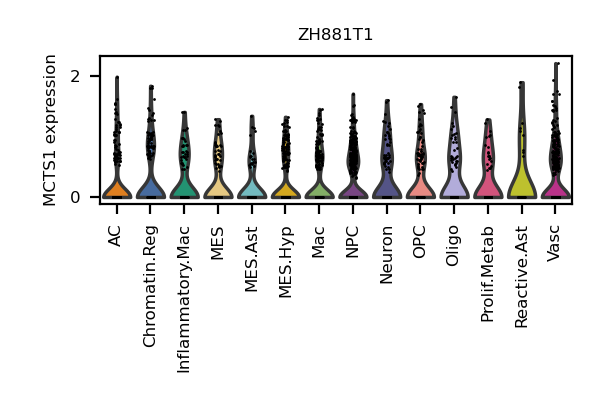 ZH881T1
MCTS1 expression
2
0
AC
Chromatin.Reg
Inflammatory.Mac
MES
MES.Ast
MES.Hyp
Mac
NPC
Neuron
OPC
Oligo
Prolif.Metab
Reactive.Ast
Vasc